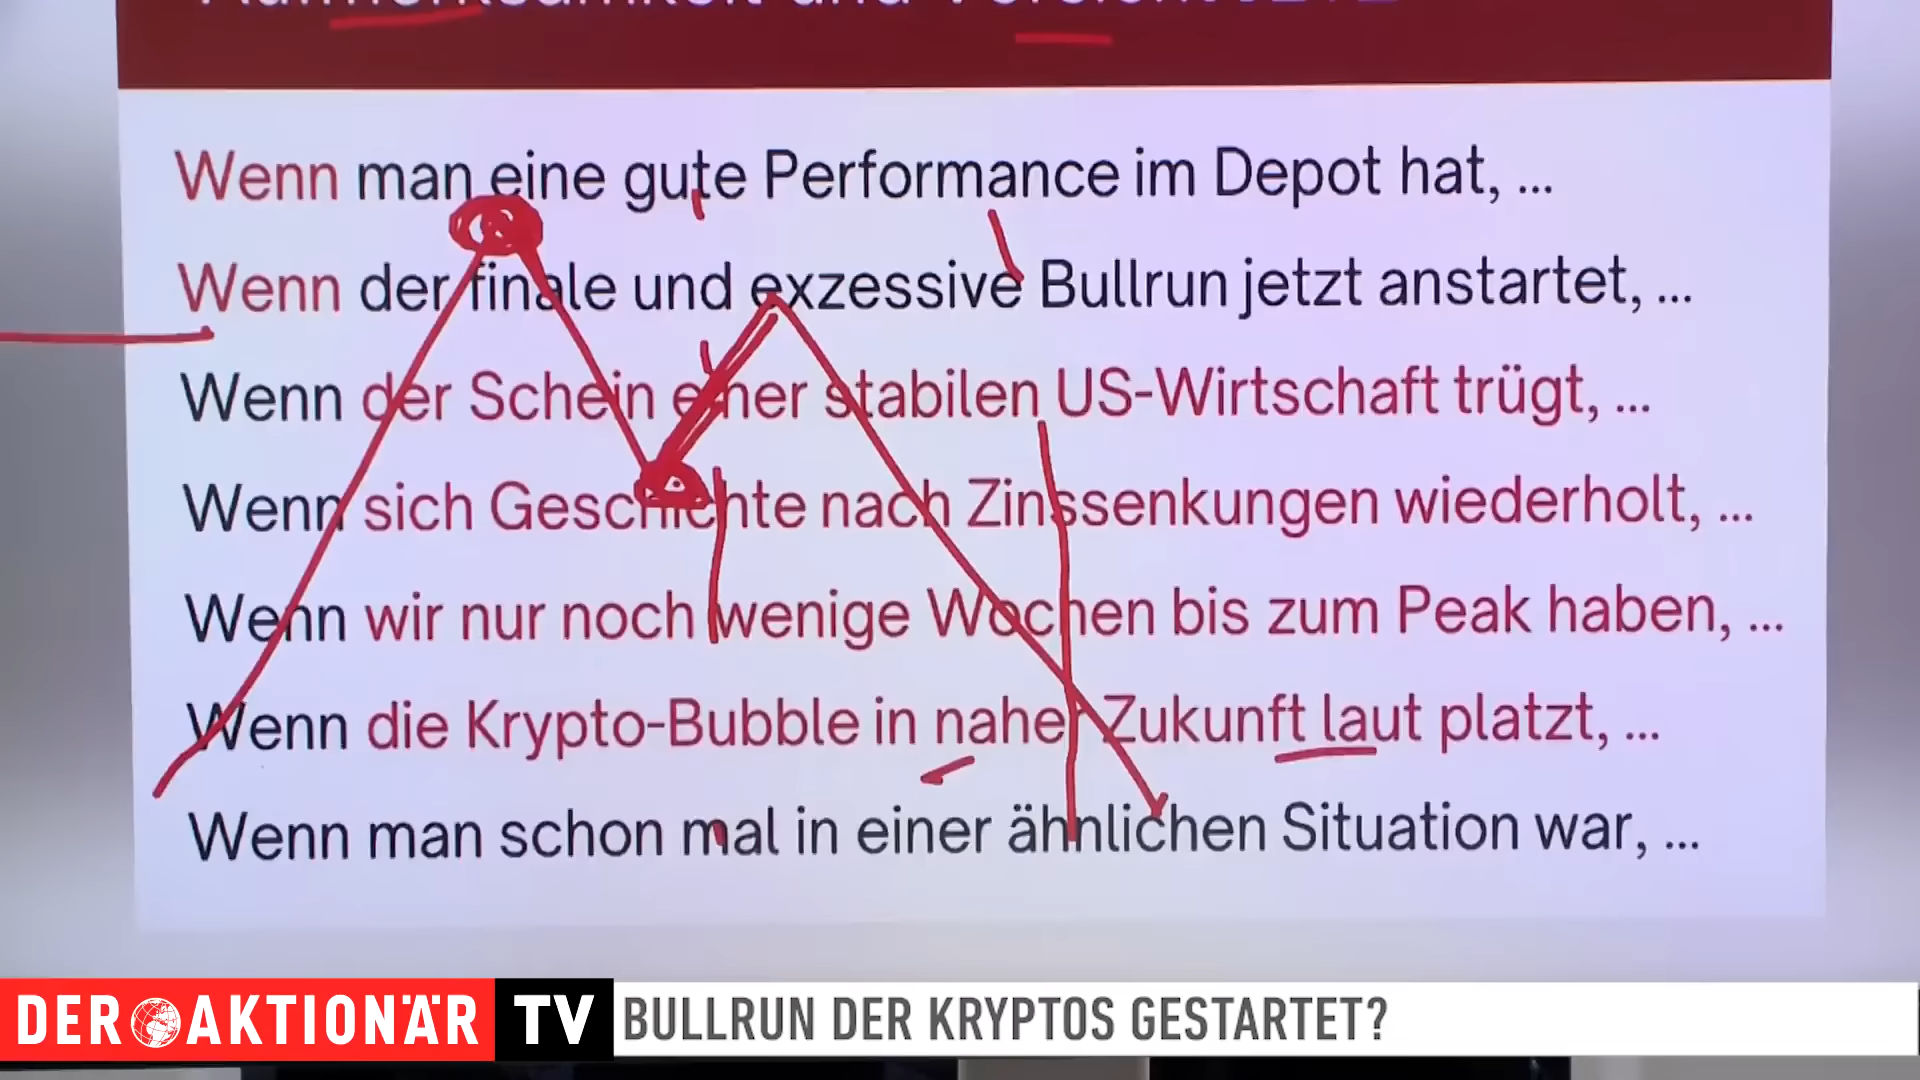 Wenn man eine gute Performance im Depot hat, ...
Wenn der finale und exzessive Bullrun jetzt anstartet, ...
Wenn der Schein einer stabilen US-Wirtschaft trügt, ...
Wenn sich Geschichte nach Zinssenkungen wiederholt, ...
Wenn wir nur noch wenige Wochen bis zum Peak haben, ...
Wenn die Krypto-Bubble in naher Zukunft laut platzt, ...
Wenn man schon mal in einer ähnlichen Situation war, ...
DER AKTIONÄR TV BULLRUN DER KRYPTOS GESTARTET?